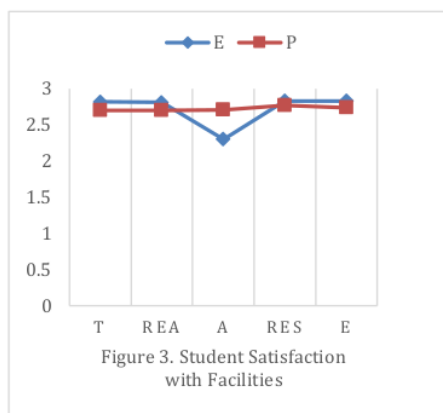 E P
3
2.5
2
1.5
1
0.5
0
T REA A RES E
Figure 3. Student Satisfaction
with Facilities